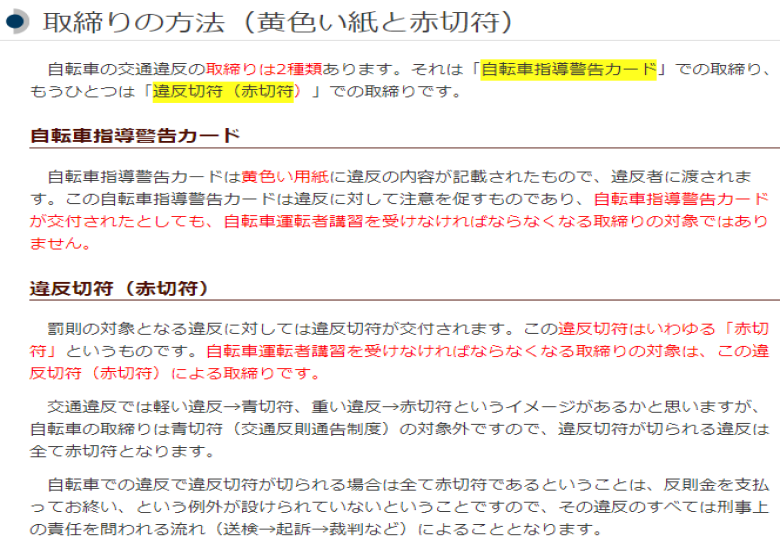 取締りの方法（黄色い紙と赤切符）
自転車の交通違反の取締りは2種類あります。それは「自転車指導警告カード」での取締り、
もうひとつは「違反切符（赤切符）」での取締りです。
自転車指導警告カード
自転車指導警告カードは黄色い用紙に違反の内容が記載されたもので、違反者に渡されま
す。この自転車指導警告カードは違反に対して注意を促すものであり、自転車指導警告カード
が交付されたとしても、自転車運転者講習を受けなければならなくなる取締りの対象ではあり
ません。
違反切符（赤切符）
罰則の対象となる違反に対しては違反切符が交付されます。この違反切符はいわゆる「赤切
符」というものです。自転車運転者講習を受けなければならなくなる取締りの対象は、この違
反切符（赤切符）による取締りです。
交通違反では軽い違反→青切符、重い違反→赤切符というイメージがあるかと思いますが、
自転車の取締りは青切符（交通反則通告制度）の対象外ですので、違反切符が切られる違反は
全て赤切符となります。
自転車での違反で違反切符が切られる場合は全て赤切符であるということは、反則金を支払
ってお終い、という例外が設けられていないということですので、その違反のすべては刑事上
の責任を問われる流れ（送検→起訴→裁判など）によることとなります。